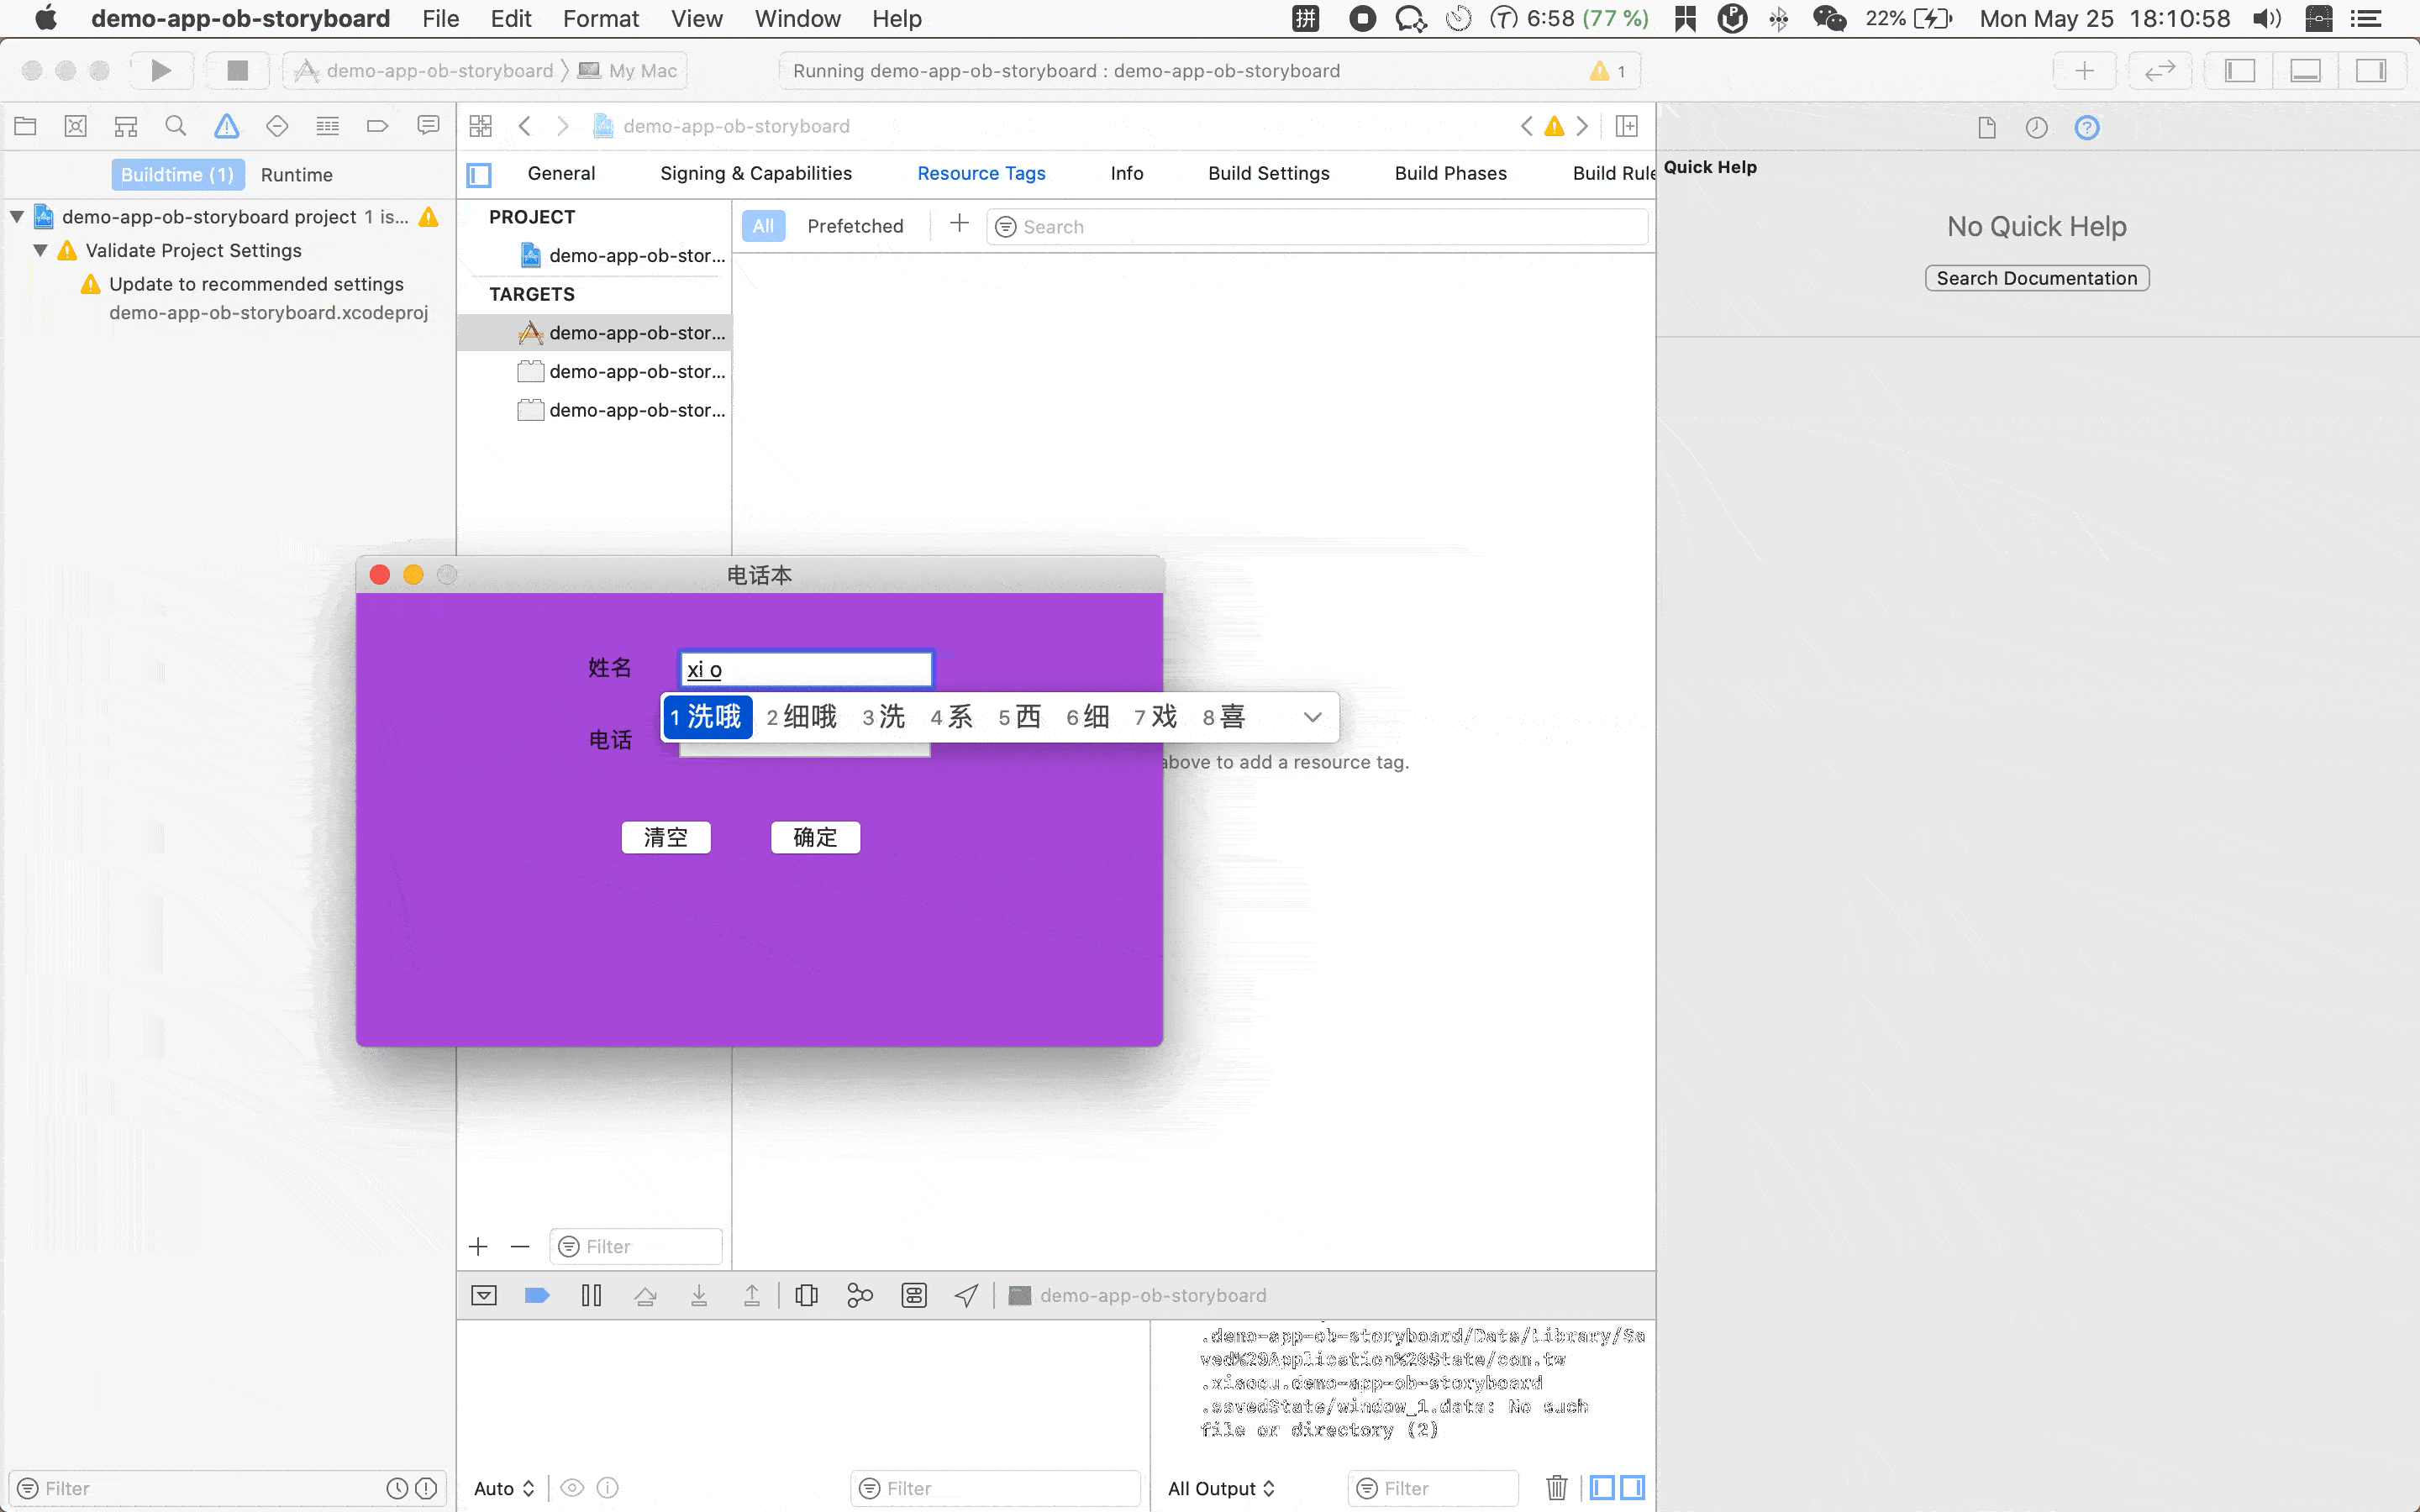 demo-app-ob-storyboard File Edit Format View Window Help 拼 6:58 (77 %) 22% Mon May 25 18:10:58
demo-app-ob-storyboard My Mac Running demo-app-ob-storyboard : demo-app-ob-storyboard 1
demo-app-ob-storyboard
Buildtime (1) Runtime
General Signing & Capabilities Resource Tags Info Build Settings Build Phases Build Rule
Quick Help
demo-app-ob-storyboard project 1 is...
Validate Project Settings
Update to recommended settings
demo-app-ob-storyboard.xcodeproj
PROJECT
demo-app-ob-stor...
TARGETS
demo-app-ob-stor...
demo-app-ob-stor...
demo-app-ob-stor...
All Prefetched Search
No Quick Help
Search Documentation
电话本
姓名 xi o
1 洗哦 2 细哦 3 洗 4 系 5 西 6 细 7 戏 8 喜
电话
above to add a resource tag.
清空 确定
Filter
demo-app-ob-storyboard
.demo-app-ob-storyboard/Data/Library/Sa
ved%20Application%20State/com.tw
.xiaoou.demo-app-ob-storyboard
.savedState/window_1.data: No such
file or directory (2)
Filter
Auto Filter
All Output Filter